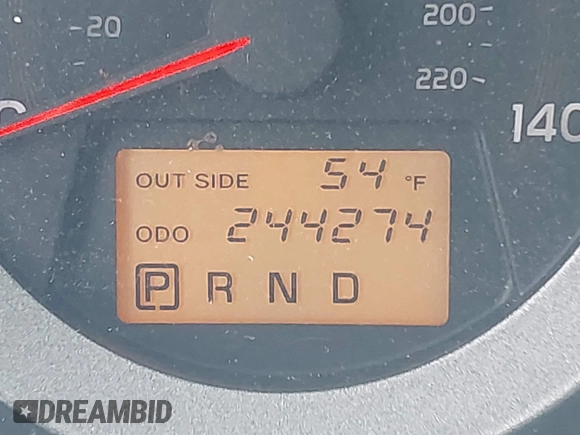 20
200
220
140
OUT SIDE 54 °F
ODO 244274
P R N D
DREAMBID